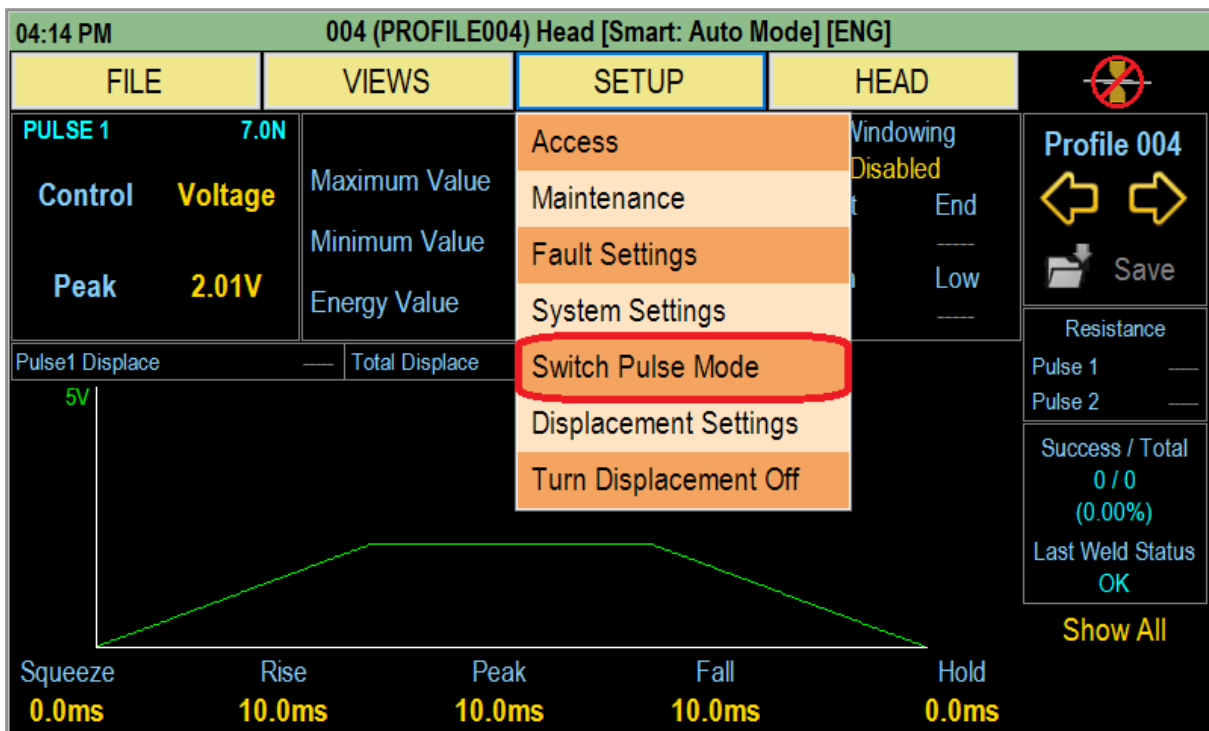 04:14 PM 004 (PROFILE004) Head [Smart: Auto Mode] [ENG]
FILE VIEWS SETUP HEAD
PULSE 1 7.0N
Control Voltage
Peak 2.01V
Maximum Value
Minimum Value
Energy Value
Access
Maintenance
Fault Settings
System Settings
Switch Pulse Mode
Displacement Settings
Turn Displacement Off
Disabled
End
-----
Low
-----
Profile 004
Save
Resistance
Pulse 1 -----
Pulse 2 -----
Success / Total
0 / 0
(0.00%)
Last Weld Status
OK
Show All
Pulse1 Displace ----- Total Displace
5V
Squeeze Rise Peak Fall Hold
0.0ms 10.0ms 10.0ms 10.0ms 0.0ms